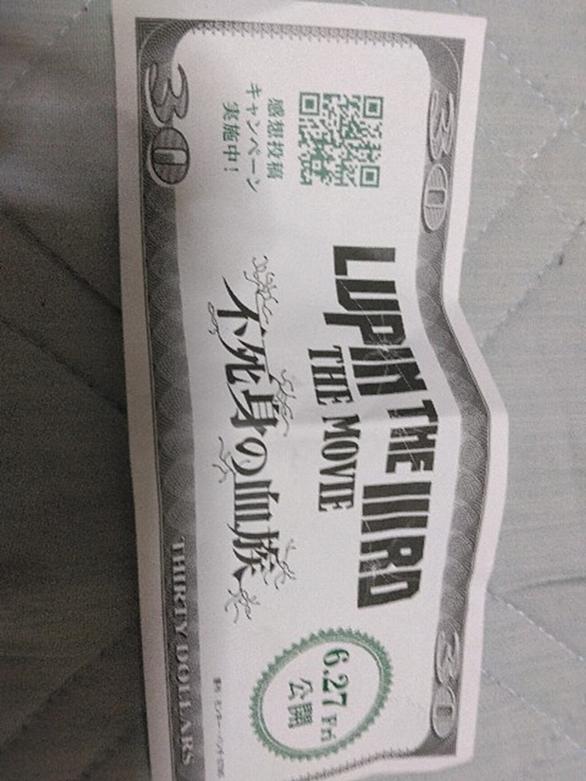 30
30
感想投稿
キャンペーン
実施中！
LUPIN THE IIIRD
THE MOVIE
不死身の血族
30
6.27 Fri
公開
THIRTY DOLLARS